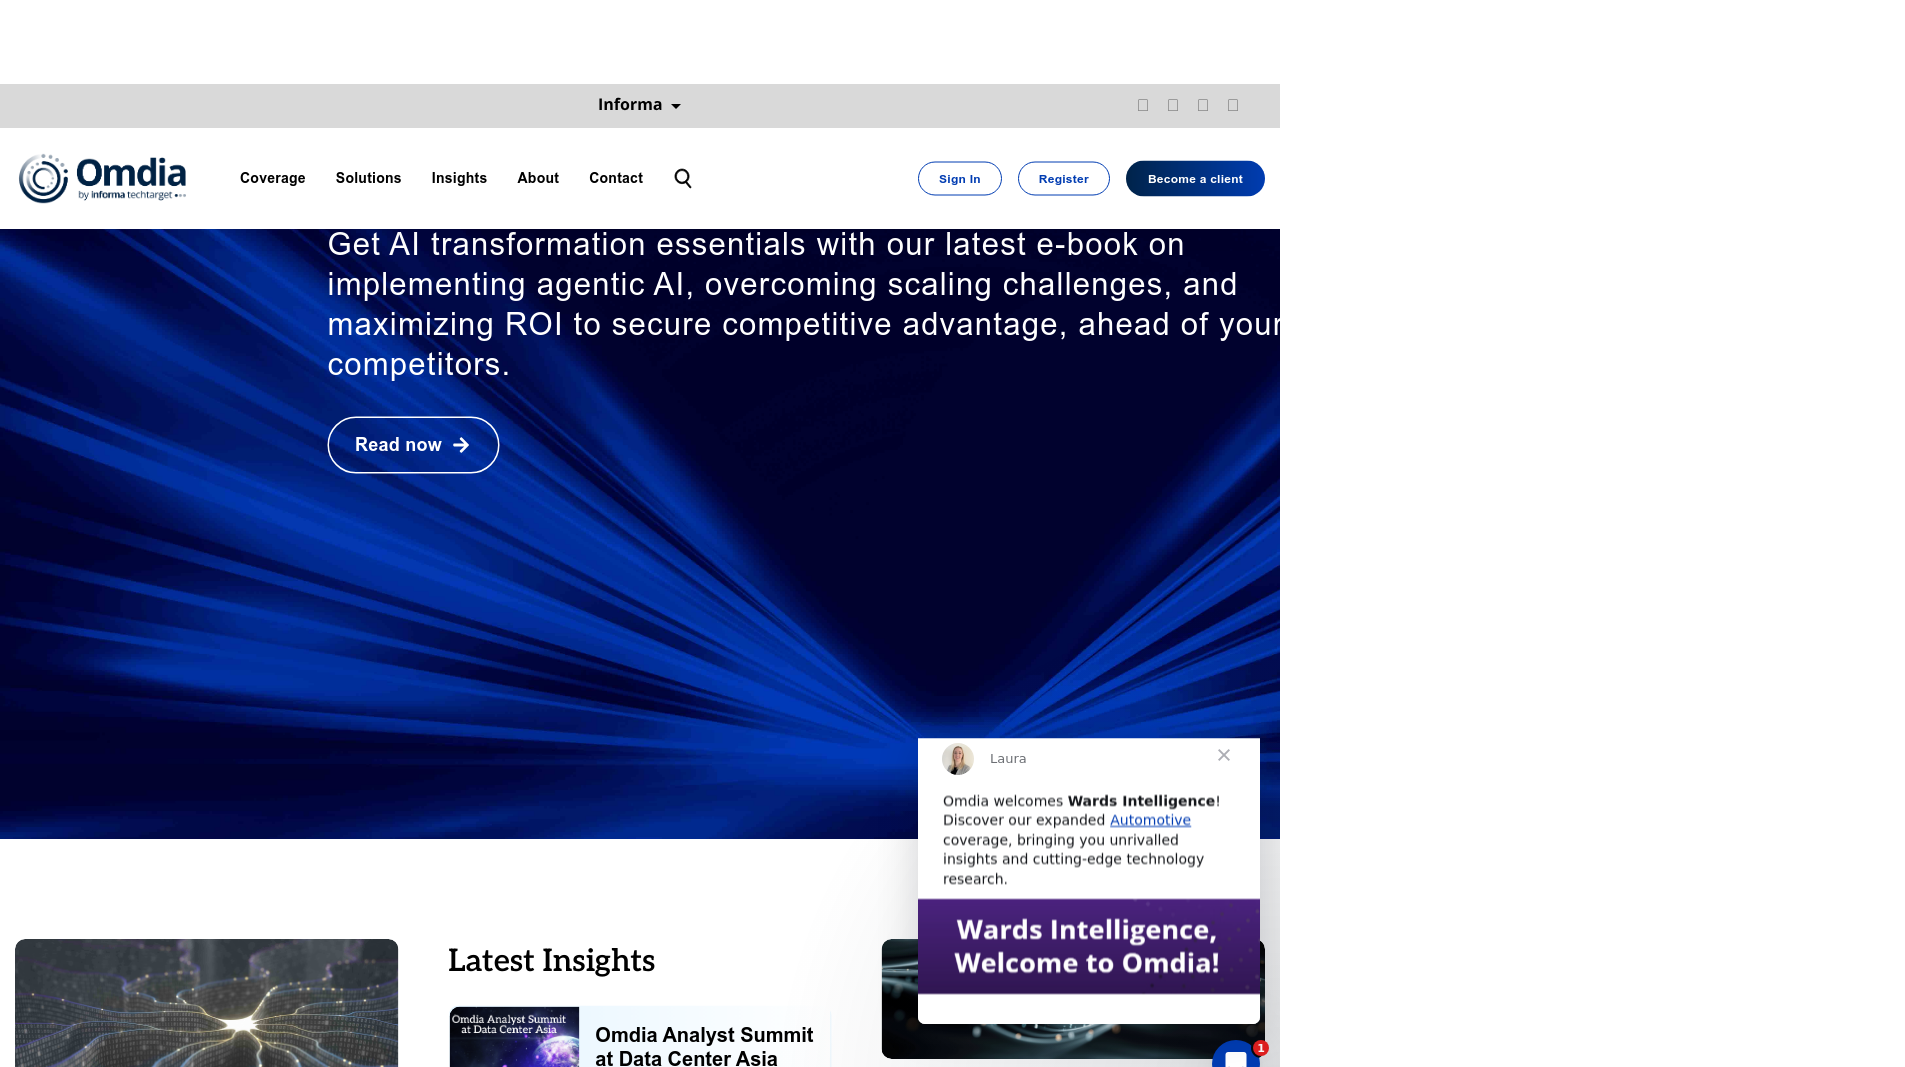 Informa
Omdia
by informa techtarget
Coverage
Solutions
Insights
About
Contact
Sign In
Register
Become a client
Get AI transformation essentials with our latest e-book on
implementing agentic AI, overcoming scaling challenges, and
maximizing ROI to secure competitive advantage, ahead of your
competitors.
Read now
Laura
Omdia welcomes Wards Intelligence!
Discover our expanded Automotive
coverage, bringing you unrivalled
insights and cutting-edge technology
research.
Wards Intelligence,
Welcome to Omdia!
Latest Insights
Omdia Analyst Summit
at Data Center Asia
Omdia Analyst Summit
at Data Center Asia
1